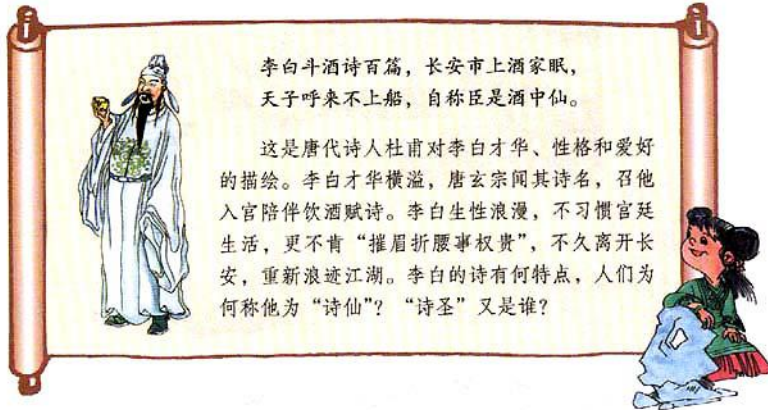 李白斗酒诗百篇，长安市上酒家眠，
天子呼来不上船，自称臣是酒中仙。
这是唐代诗人杜甫对李白才华、性格和爱好
的描绘。李白才华横溢，唐玄宗闻其诗名，召他
入宫陪伴饮酒赋诗。李白生性浪漫，不习惯宫廷
生活，更不肯“摧眉折腰事权贵”，不久离开长
安，重新浪迹江湖。李白的诗有何特点，人们为
何称他为“诗仙”？“诗圣”又是谁？